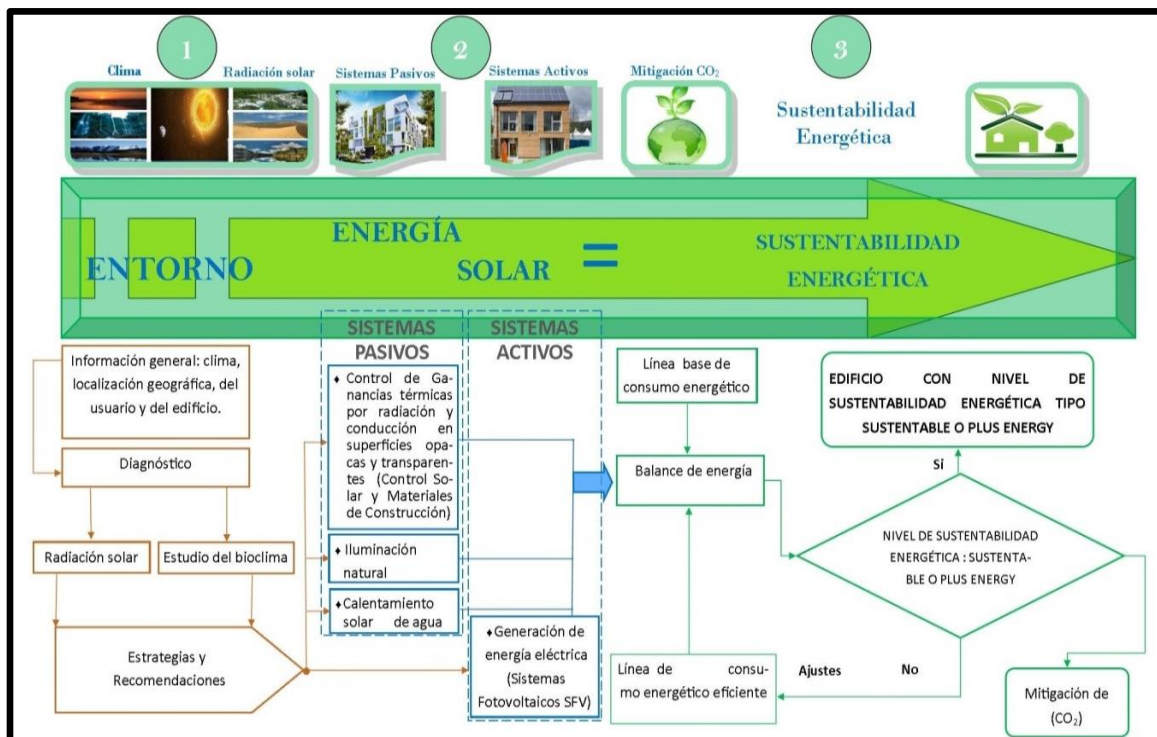 1
2
3
Clima
Radiación solar
Sistemas Pasivos
Sistemas Activos
Mitigación CO₂
Sustentabilidad
Energética
ENTORNO
ENERGÍA
SOLAR
=
SUSTENTABILIDAD
ENERGÉTICA
SISTEMAS
PASIVOS
SISTEMAS
ACTIVOS
Información general: clima,
localización geográfica, del
usuario y del edificio.
Diagnóstico
Radiación solar
Estudio del bioclima
Estrategias y
Recomendaciones
♦ Control de Ga-
nancias térmicas
por radiación y
conducción en
superficies opa-
cas y transparen-
tes (Control So-
lar y Materiales
de Construcción)
♦ Iluminación
natural
♦Calentamiento
solar de agua
♦Generación de
energía eléctrica
(Sistemas
Fotovoltaicos SFV)
Línea base de
consumo energético
Balance de energía
Línea de consu-
mo energético eficiente
EDIFICIO CON NIVEL DE
SUSTENTABILIDAD ENERGÉTICA TIPO
SUSTENTABLE O PLUS ENERGY
Si
NIVEL DE SUSTENTABILIDAD
ENERGÉTICA : SUSTENTA-
BLE O PLUS ENERGY
Ajustes No
Mitigación de
(CO₂)